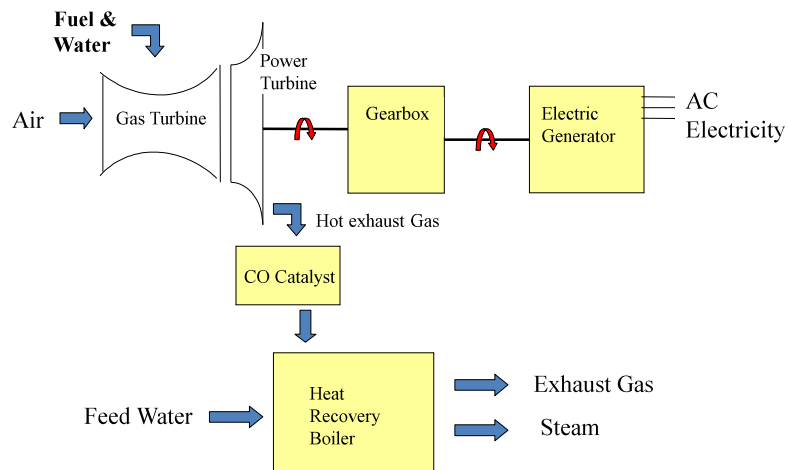 Fuel &
Water
Power
Turbine
Air
Gas Turbine
Gearbox
Electric
Generator
AC
Electricity
Hot exhaust Gas
CO Catalyst
Heat
Recovery
Boiler
Feed Water
Exhaust Gas
Steam